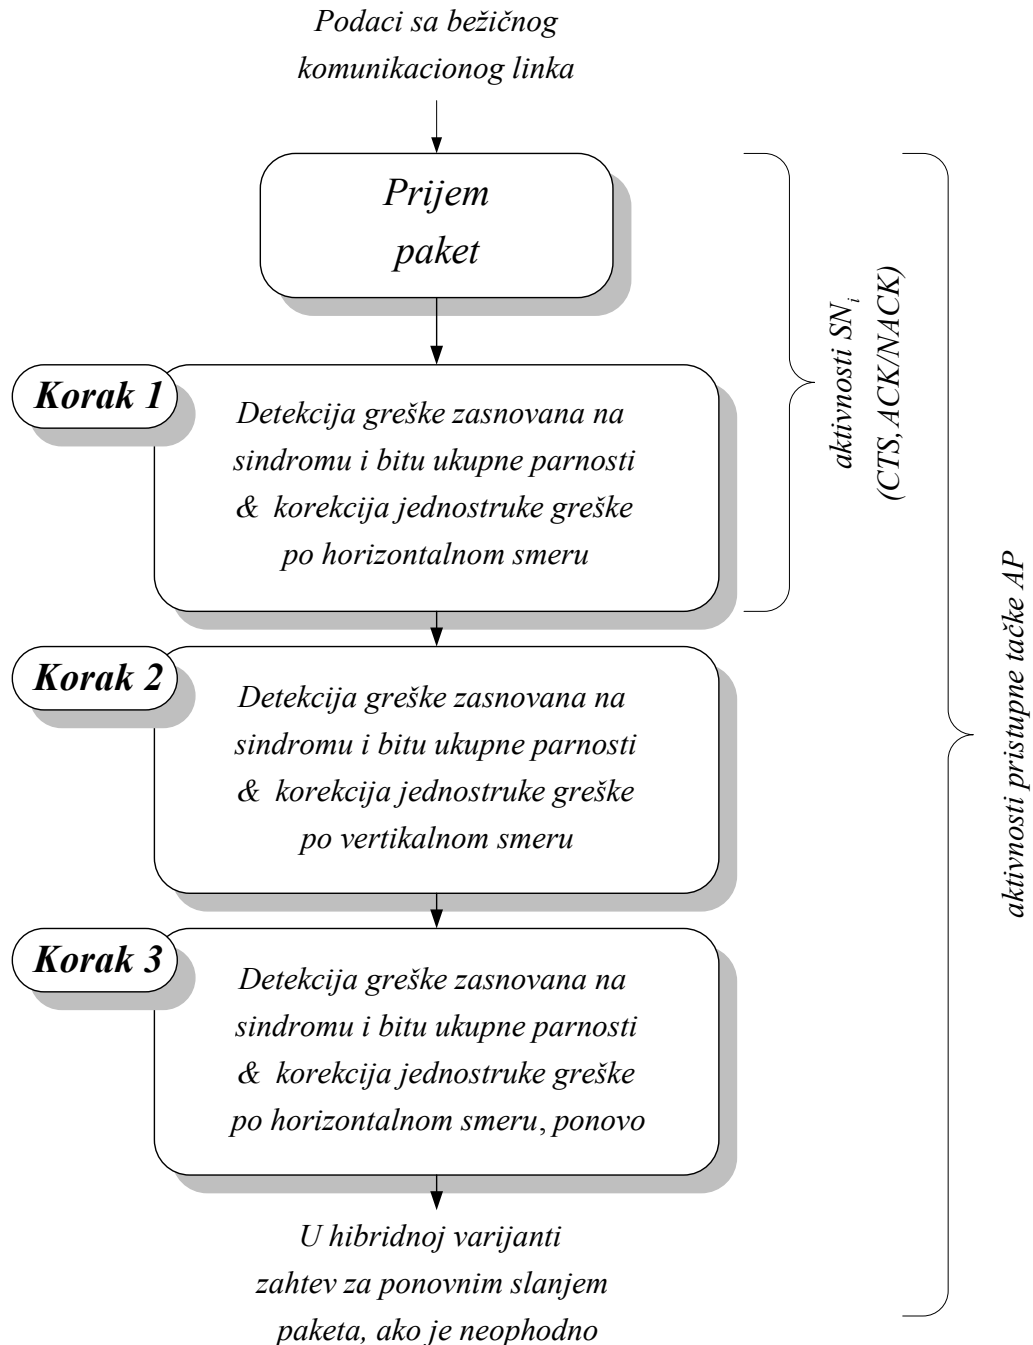 Podaci sa bežičnog
komunikacionog linka
Prijem
paket
Korak 1
Detekcija greške zasnovana na
sindromu i bitu ukupne parnosti
& korekcija jednostruke greške
po horizontalnom smeru
Korak 2
Detekcija greške zasnovana na
sindromu i bitu ukupne parnosti
& korekcija jednostruke greške
po vertikalnom smeru
Korak 3
Detekcija greške zasnovana na
sindromu i bitu ukupne parnosti
& korekcija jednostruke greške
po horizontalnom smeru, ponovo
U hibridnoj varijanti
zahtev za ponovnim slanjem
paketa, ako je neophodno
aktivnosti SNi
(CTS, ACK/NACK)
aktivnosti pristupne tačke AP